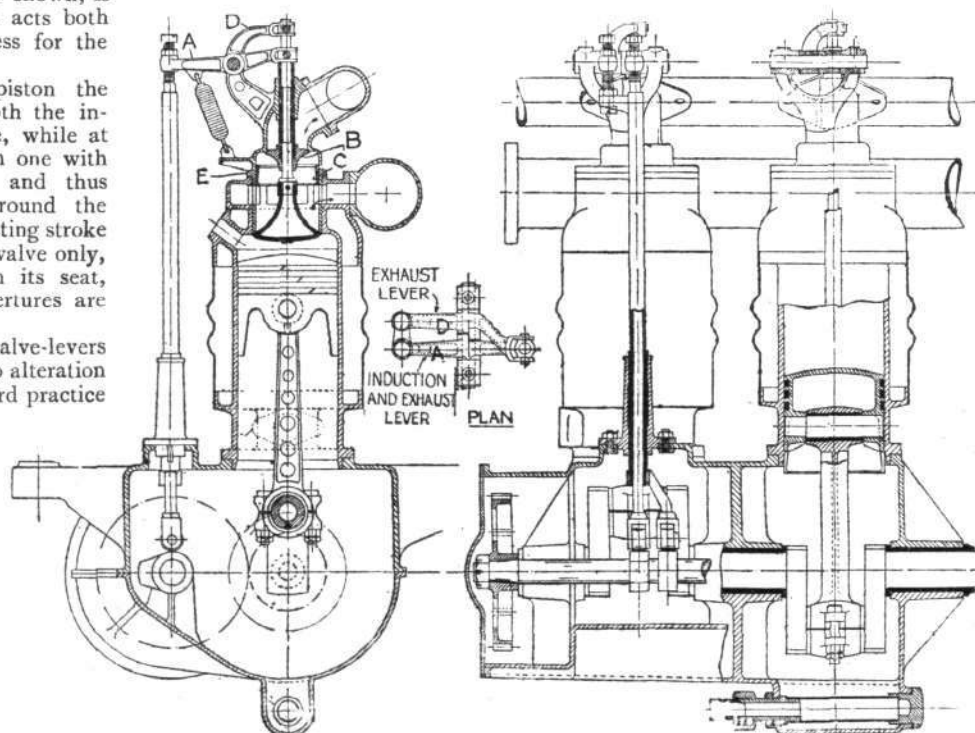 acts both
ess for the
piston the
oth the in-
e, while at
n one with
and thus
round the
ting stroke
valve only,
n its seat,
ertures are
alve-levers
o alteration
rd practice
D
A
B
C
E
EXHAUST
LEVER
D
A
INDUCTION
AND EXHAUST
LEVER
PLAN